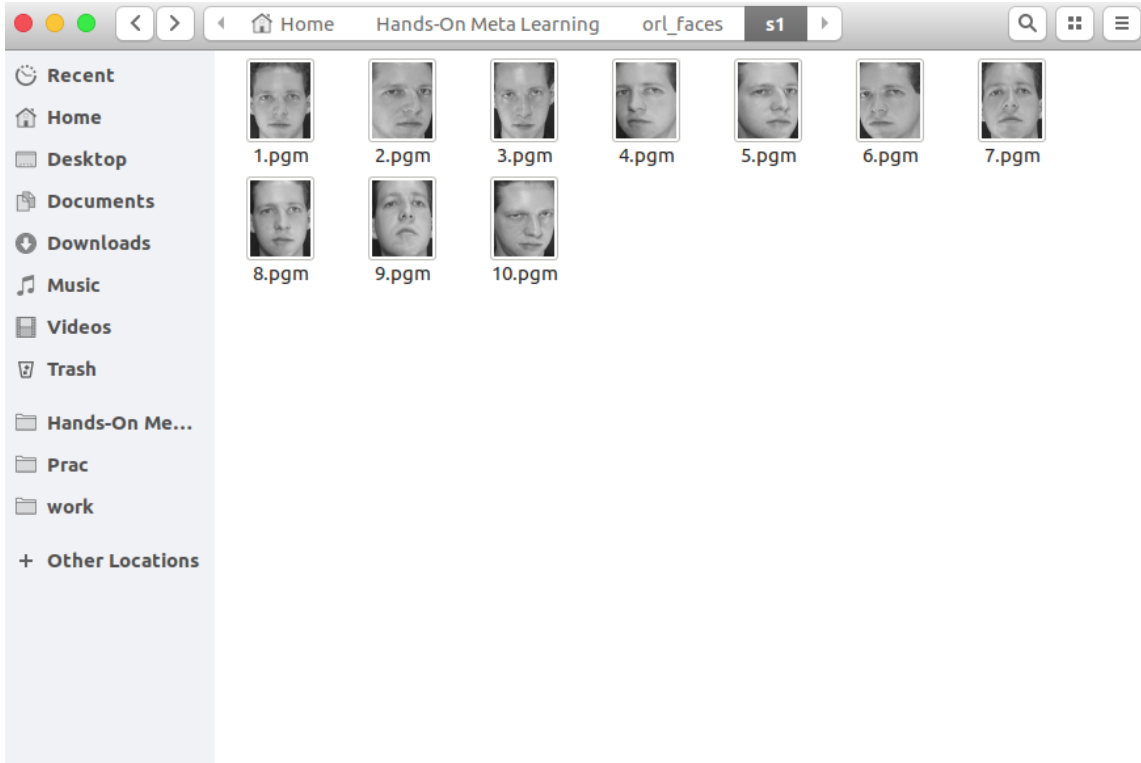 Home Hands-On Meta Learning orl_faces s1
Recent
Home
Desktop
Documents
Downloads
Music
Videos
Trash
Hands-On Me...
Prac
work
+ Other Locations
1.pgm 2.pgm 3.pgm 4.pgm 5.pgm 6.pgm 7.pgm
8.pgm 9.pgm 10.pgm